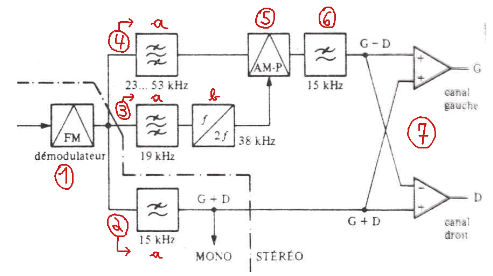 ④ a
⑤
⑥
G-D
AM-P
23...53 kHz
15 kHz
G
canal
gauche
③ a
b
f
2f
FM
démodulateur
①
19 kHz
38 kHz
⑦
G+D
G+D
②
15 kHz
a
MONO
STÉRÉO
D
canal
droit